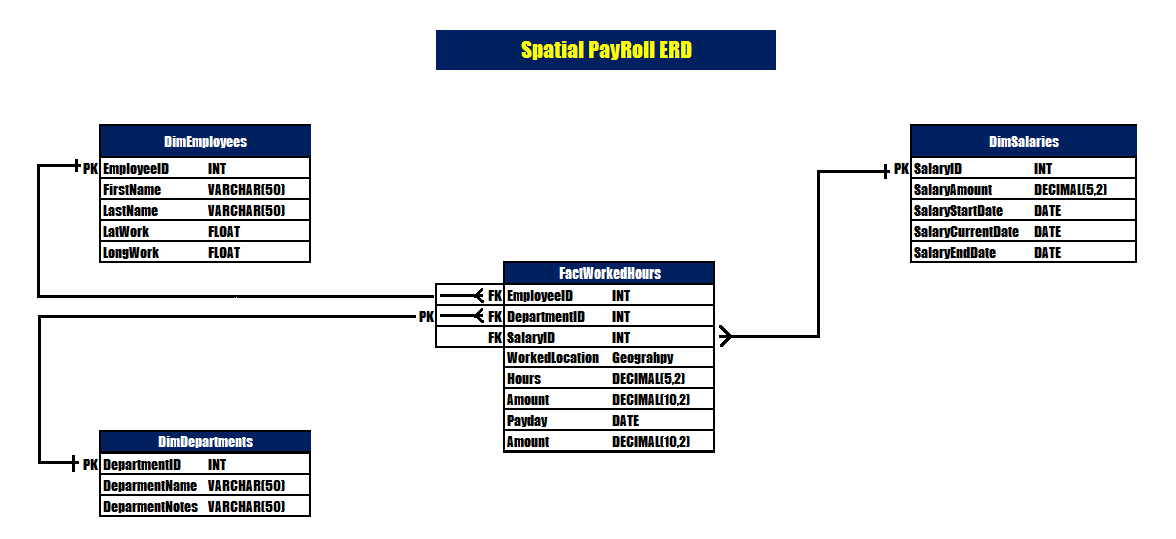 Spatial PayRoll ERD
DimEmployees
PK EmployeeID INT
FirstName VARCHAR(50)
LastName VARCHAR(50)
LatWork FLOAT
LongWork FLOAT
DimSalaries
PK SalaryID INT
SalaryAmount DECIMAL(5,2)
SalaryStartDate DATE
SalaryCurrentDate DATE
SalaryEndDate DATE
FactWorkedHours
FK EmployeeID INT
PK FK DepartmentID INT
FK SalaryID INT
WorkedLocation Geograhpy
Hours DECIMAL(5,2)
Amount DECIMAL(10,2)
Payday DATE
Amount DECIMAL(10,2)
DimDepartments
PK DepartmentID INT
DeparmentName VARCHAR(50)
DeparmentNotes VARCHAR(50)